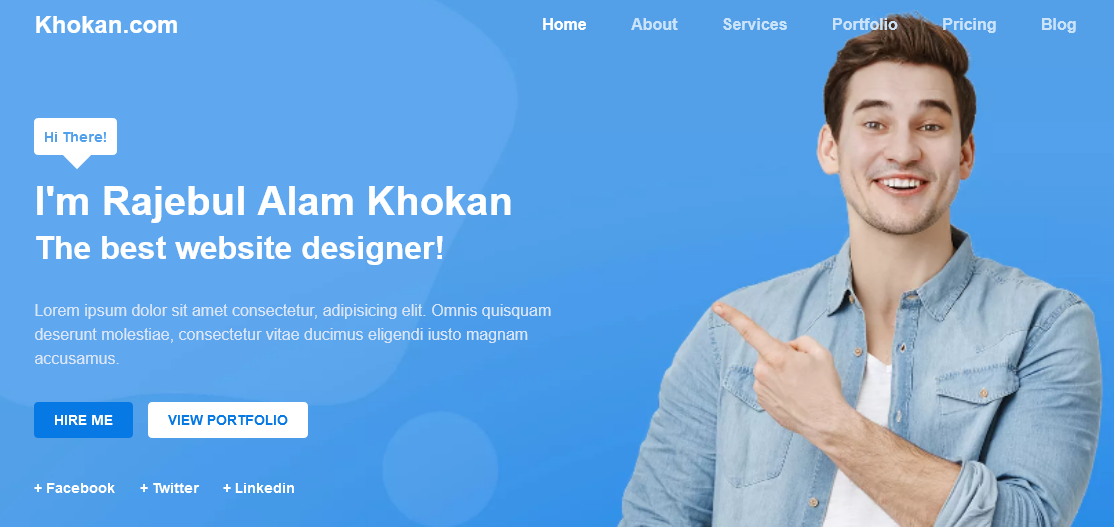 Khokan.com
Home About Services Portfolio Pricing Blog
Hi There!
I'm Rajebul Alam Khokan
The best website designer!
Lorem ipsum dolor sit amet consectetur, adipisicing elit. Omnis quisquam
deserunt molestiae, consectetur vitae ducimus eligendi iusto magnam
accusamus.
HIRE ME VIEW PORTFOLIO
+ Facebook + Twitter + Linkedin